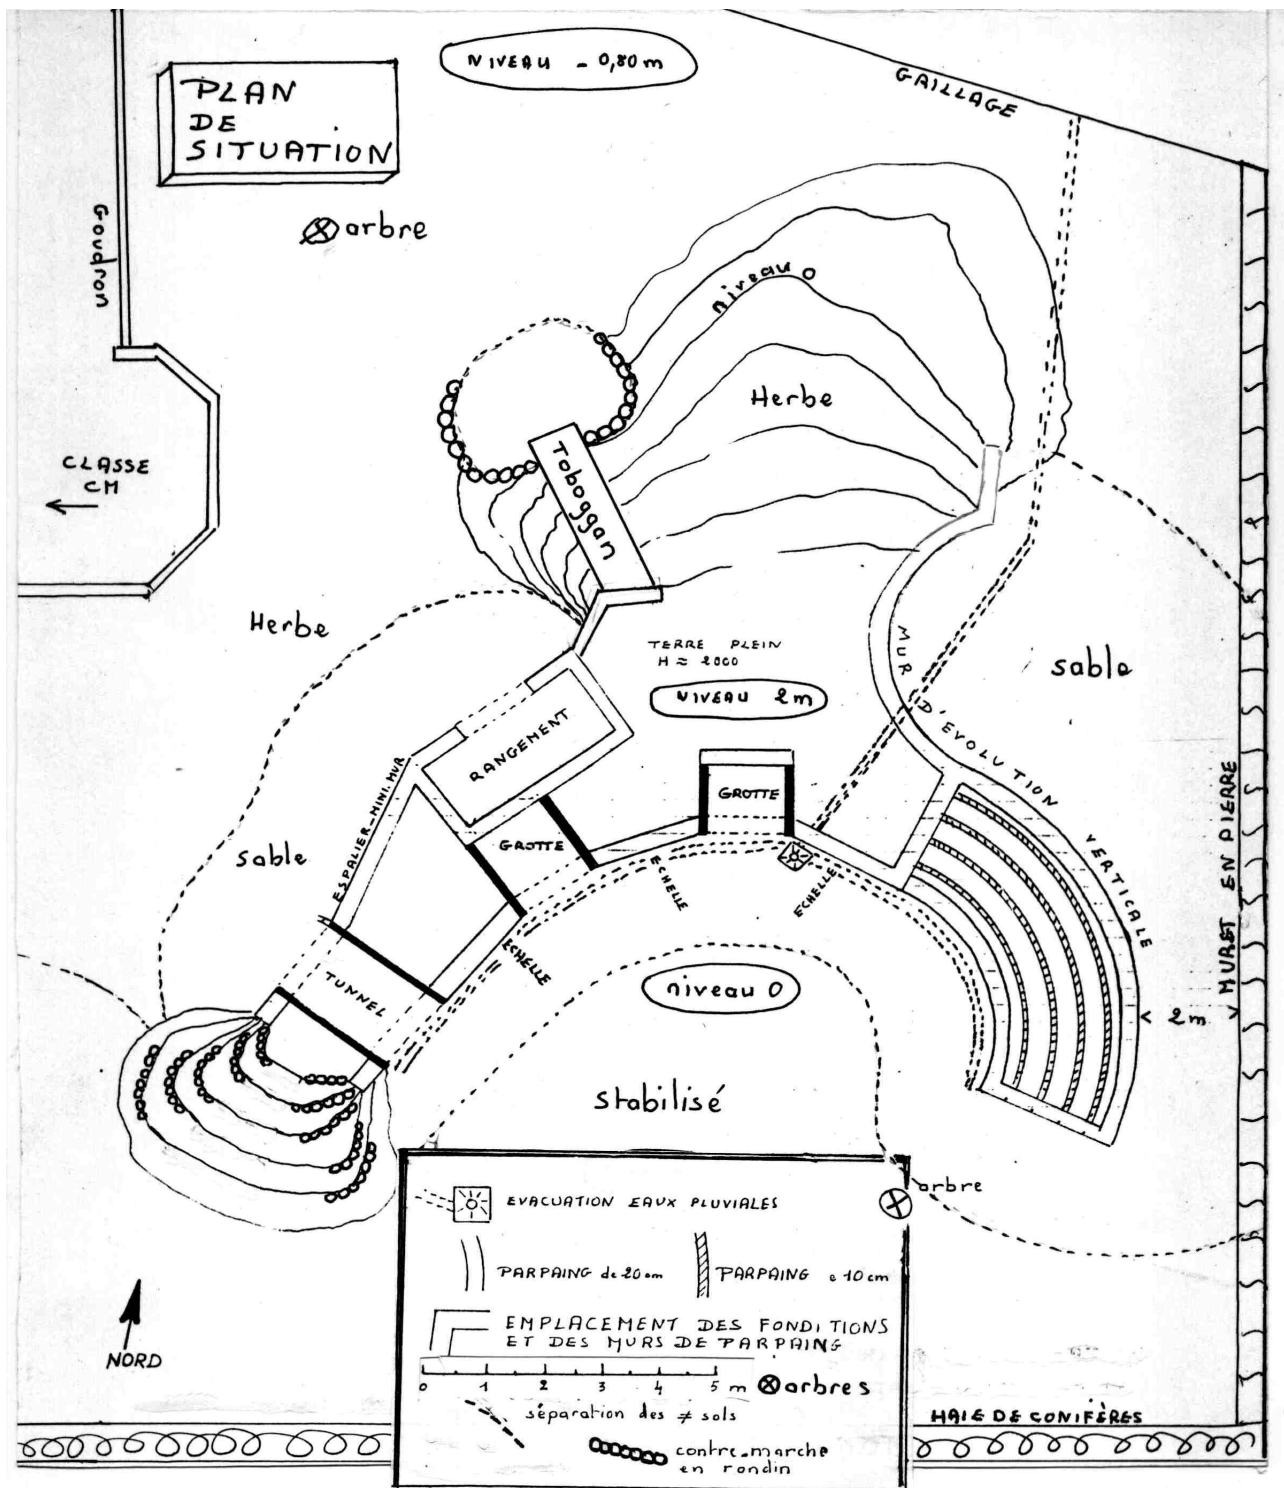 NIVEAU - 0,80 m
GRILLAGE
PLAN
DE
SITUATION
Goudron
arbre
niveau 0
Herbe
CLASSE
CM
Toboggan
Herbe
TERRE PLEIN
H ≈ 2000
NIVEAU 2m
MUR D'EVOLUTION VERTICALE
sable
MURET EN PIERRE
RANGEMENT
GROTTE
ESPALIER-MINI.MUR
GROTTE
sable
ECHELLE
ECHELLE
ECHELLE
TUNNEL
niveau 0
2m
stabilisé
arbre
EVACUATION EAUX PLUVIALES
PARPAING de 20 cm
PARPAING e 10 cm
EMPLACEMENT DES FONDITIONS
ET DES MURS DE PARPAING
0 1 2 3 4 5 m
arbres
séparation des ≠ sols
contre-marche
en rondin
NORD
HAIE DE CONIFÈRES